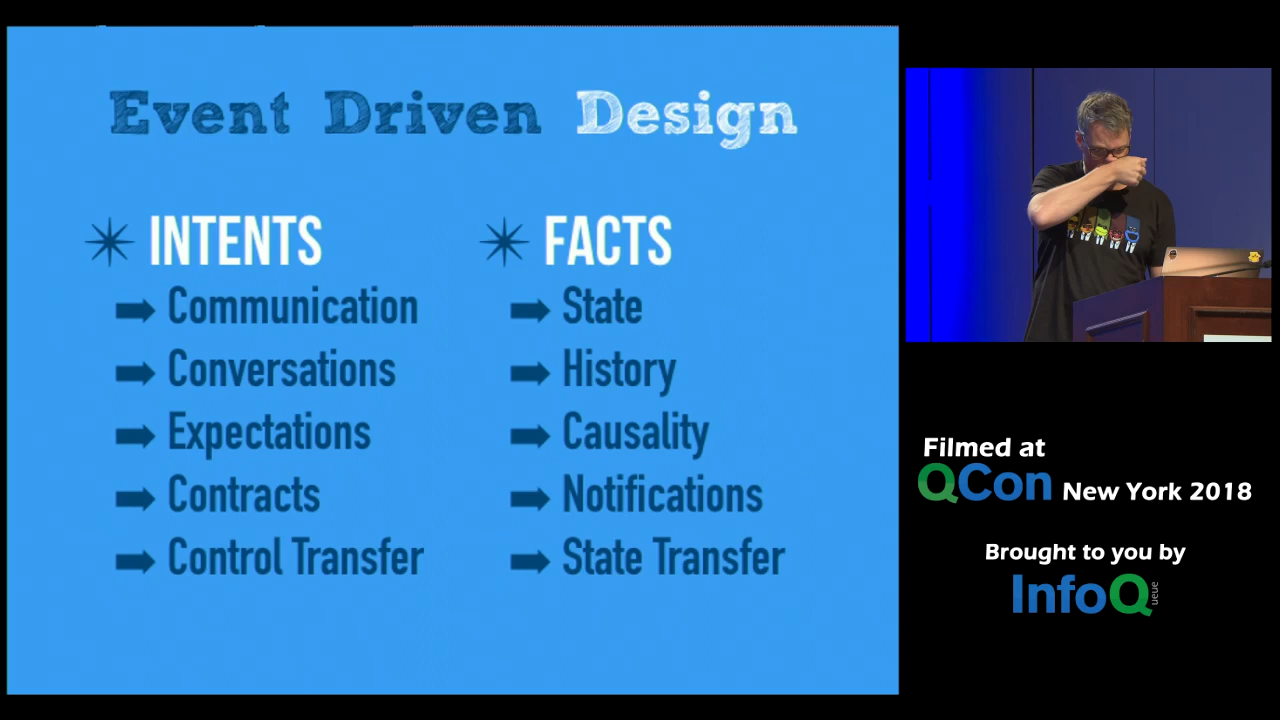 Event Driven Design
INTENTS
Communication
Conversations
Expectations
Contracts
Control Transfer
FACTS
State
History
Causality
Notifications
State Transfer
Filmed at
QCon New York 2018
Brought to you by
InfoQueue